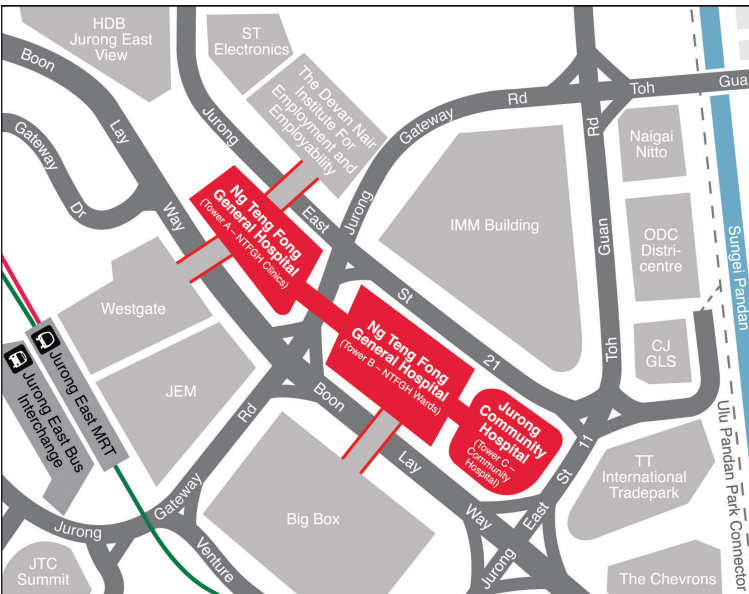 HDB
Jurong East
View
ST
Electronics
The Devan Nair
Institute For
Employment and
Employability
Boon
Lay
Way
Gateway
Dr
Jurong
East
St
21
Jurong
Gateway
Rd
Toh
Gua
Rd
Guan
Toh
Naigai
Nitto
ODC
Distri-
centre
CJ
GLS
Sungei Pandan
Ulu Pandan Park Connector
IMM Building
Ng Teng Fong
General Hospital
(Tower A – NTFGH Clinics)
Ng Teng Fong
General Hospital
(Tower B – NTFGH Wards)
Jurong
Community
Hospital
(Tower C –
Community
Hospital)
Westgate
JEM
Jurong East MRT
Jurong East Bus
Interchange
Boon
Lay
Way
Jurong
Gateway
Rd
Venture
Big Box
JTC
Summit
Jurong
East
St
11
TT
International
Tradepark
The Chevrons